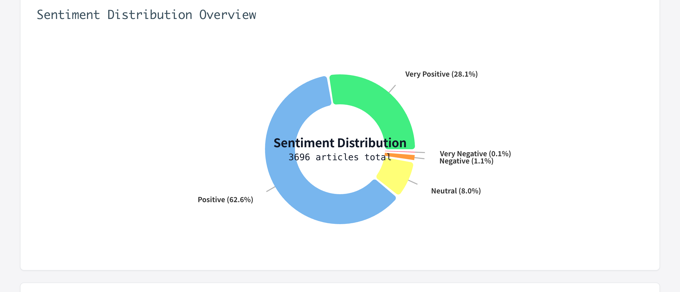 Sentiment Distribution Overview
Very Positive (28.1%)
Sentiment Distribution
3696 articles total
Very Negative (0.1%)
Negative (1.1%)
Neutral (8.0%)
Positive (62.6%)